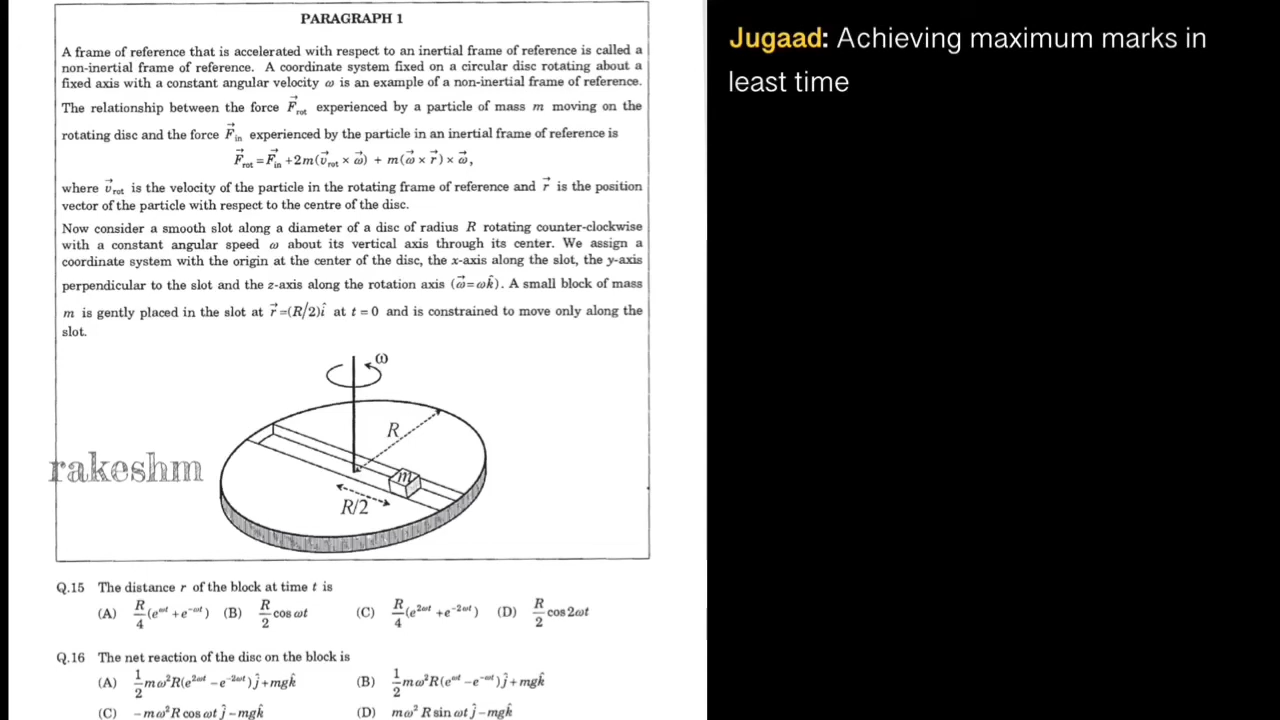 PARAGRAPH 1
A frame of reference that is accelerated with respect to an inertial frame of reference is called a
non-inertial frame of reference. A coordinate system fixed on a circular disc rotating about a
fixed axis with a constant angular velocity ω is an example of a non-inertial frame of reference.
The relationship between the force F⃗_rot experienced by a particle of mass m moving on the
rotating disc and the force F⃗_in experienced by the particle in an inertial frame of reference is
F⃗_rot = F⃗_in + 2m(v⃗_rot × ω⃗) + m(ω⃗ × r⃗) × ω⃗,
where v⃗_rot is the velocity of the particle in the rotating frame of reference and r⃗ is the position
vector of the particle with respect to the centre of the disc.
Now consider a smooth slot along a diameter of a disc of radius R rotating counter-clockwise
with a constant angular speed ω about its vertical axis through its center. We assign a
coordinate system with the origin at the center of the disc, the x-axis along the slot, the y-axis
perpendicular to the slot and the z-axis along the rotation axis (ω⃗ = ωk̂). A small block of mass
m is gently placed in the slot at r⃗ =(R/2)î at t = 0 and is constrained to move only along the
slot.
ω
R
m
R/2
rakeshm
Q.15 The distance r of the block at time t is
(A) R/4 (e^ωt + e^-ωt) (B) R/2 cos ωt (C) R/4 (e^2ωt + e^-2ωt) (D) R/2 cos 2ωt
Q.16 The net reaction of the disc on the block is
(A) 1/2 mω²R(e^2ωt − e^-2ωt) ĵ + mgk̂ (B) 1/2 mω²R(e^ωt − e^-ωt) ĵ + mgk̂
(C) −mω²R cos ωt ĵ − mgk̂ (D) mω² R sin ωt ĵ − mgk̂
Jugaad: Achieving maximum marks in
least time